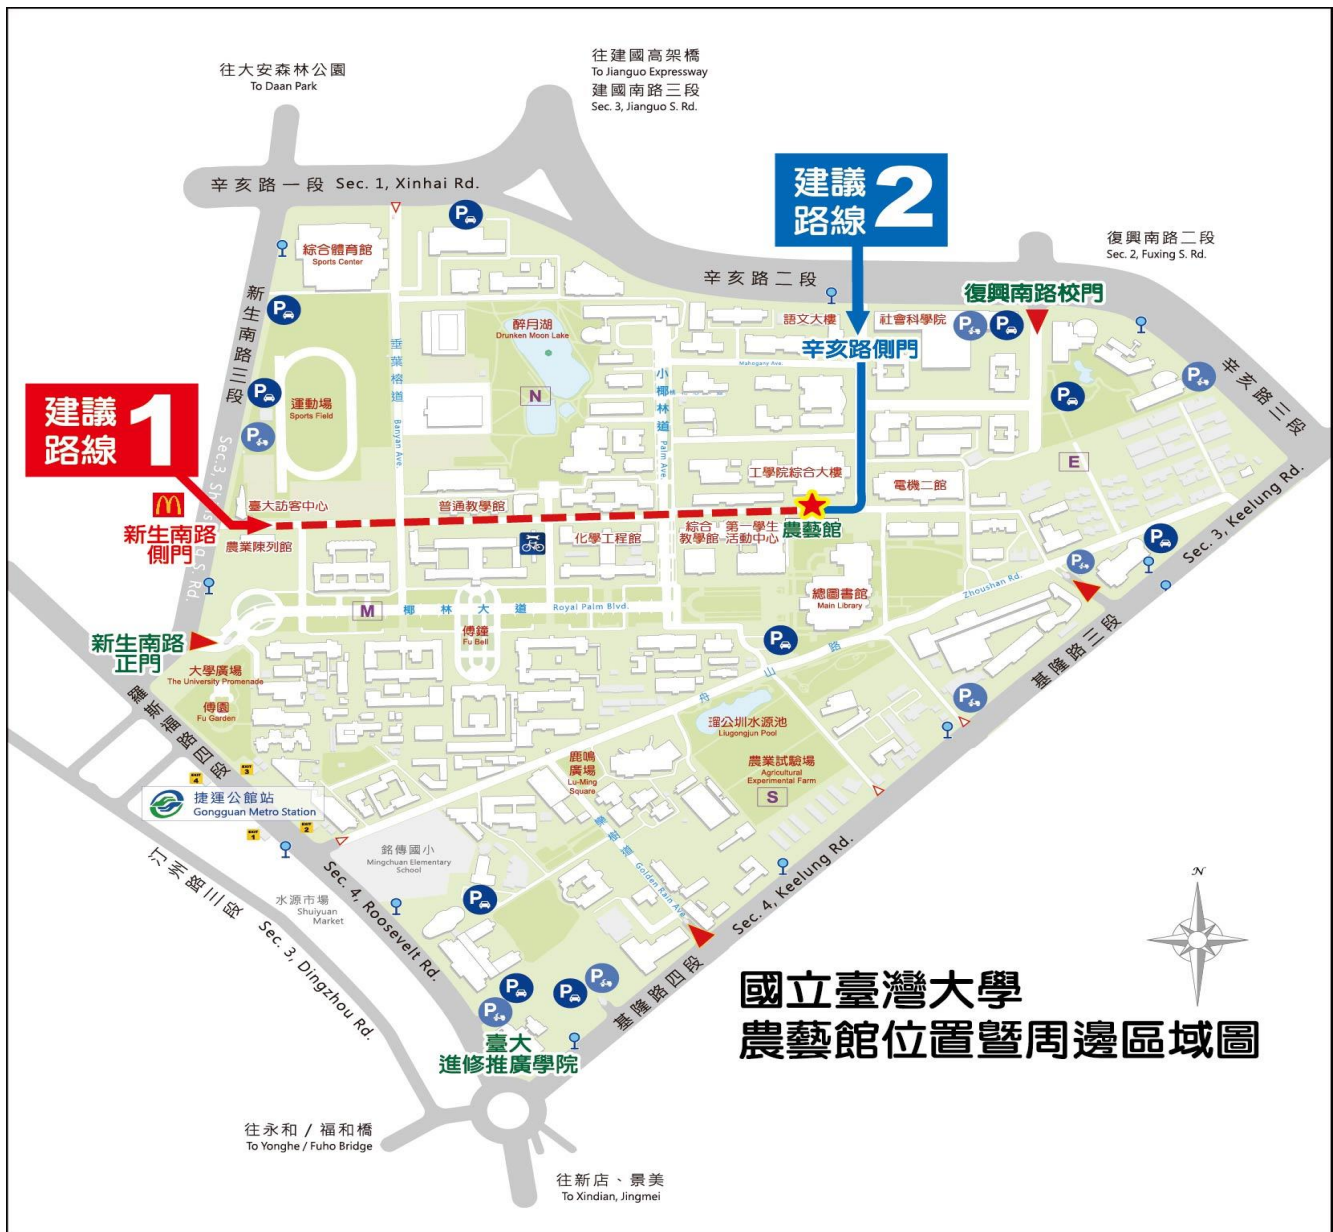 往大安森林公園
To Daan Park
往建國高架橋
To Jianguo Expressway
建國南路三段
Sec. 3, Jianguo S. Rd.
辛亥路一段 Sec. 1, Xinhai Rd.
建議
路線
2
復興南路二段
Sec. 2, Fuxing S. Rd.
綜合體育館
Sports Center
辛亥路二段
復興南路校門
新生南路三段
醉月湖
Drunken Moon Lake
語文大樓
社會科學院
辛亥路側門
Mahogany Ave.
辛亥路三段
垂葉榕道
Banyan Ave.
小椰林道
Palm Ave.
建議
路線
1
運動場
Sports Field
N
E
工學院綜合大樓
電機二館
臺大訪客中心
普通教學館
新生南路
側門
農業陳列館
化學工程館
綜合
教學館
第一學生
活動中心
農藝館
Sec. 3, Keelung Rd.
總圖書館
Main Library
Zhoushan Rd.
M
椰林大道 Royal Palm Blvd.
傅鐘
Fu Bell
新生南路
正門
大學廣場
The University Promenade
傅園
Fu Garden
舟山路
基隆路三段
羅斯福路四段
瑠公圳水源池
Liugongjun Pool
鹿鳴
廣場
Lu-Ming
Square
農業試驗場
Agricultural
Experimental Farm
S
EXIT
4
EXIT
3
捷運公館站
Gongguan Metro Station
EXIT
1
EXIT
2
銘傳國小
Mingchuan Elementary
School
水源市場
Shuiyuan
Market
Golden Rain Ave.
Sec. 4, Keelung Rd.
汀州路三段 Sec. 3, Dingzhou Rd.
Sec. 4, Roosevelt Rd.
基隆路四段
臺大
進修推廣學院
N
國立臺灣大學
農藝館位置暨周邊區域圖
往永和 / 福和橋
To Yonghe / Fuho Bridge
往新店、景美
To Xindian, Jingmei